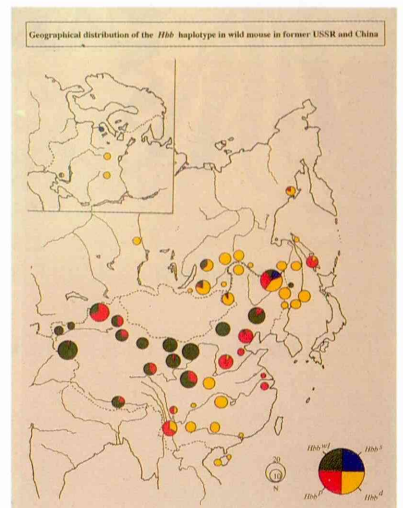 Geographical distribution of the Hbb haplotype in wild mouse in former USSR and China
20
10
N
Hbb w1
Hbb s
Hbb p
Hbb d